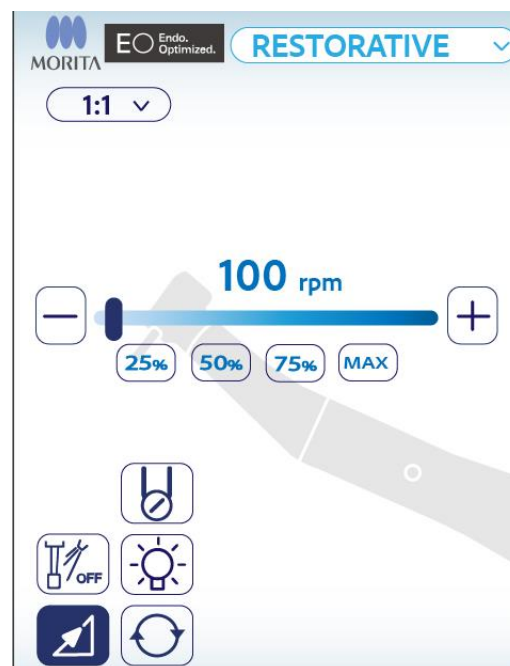 MORITA
EO Endo. Optimized.
RESTORATIVE
1:1
100 rpm
25% 50% 75% MAX
OFF